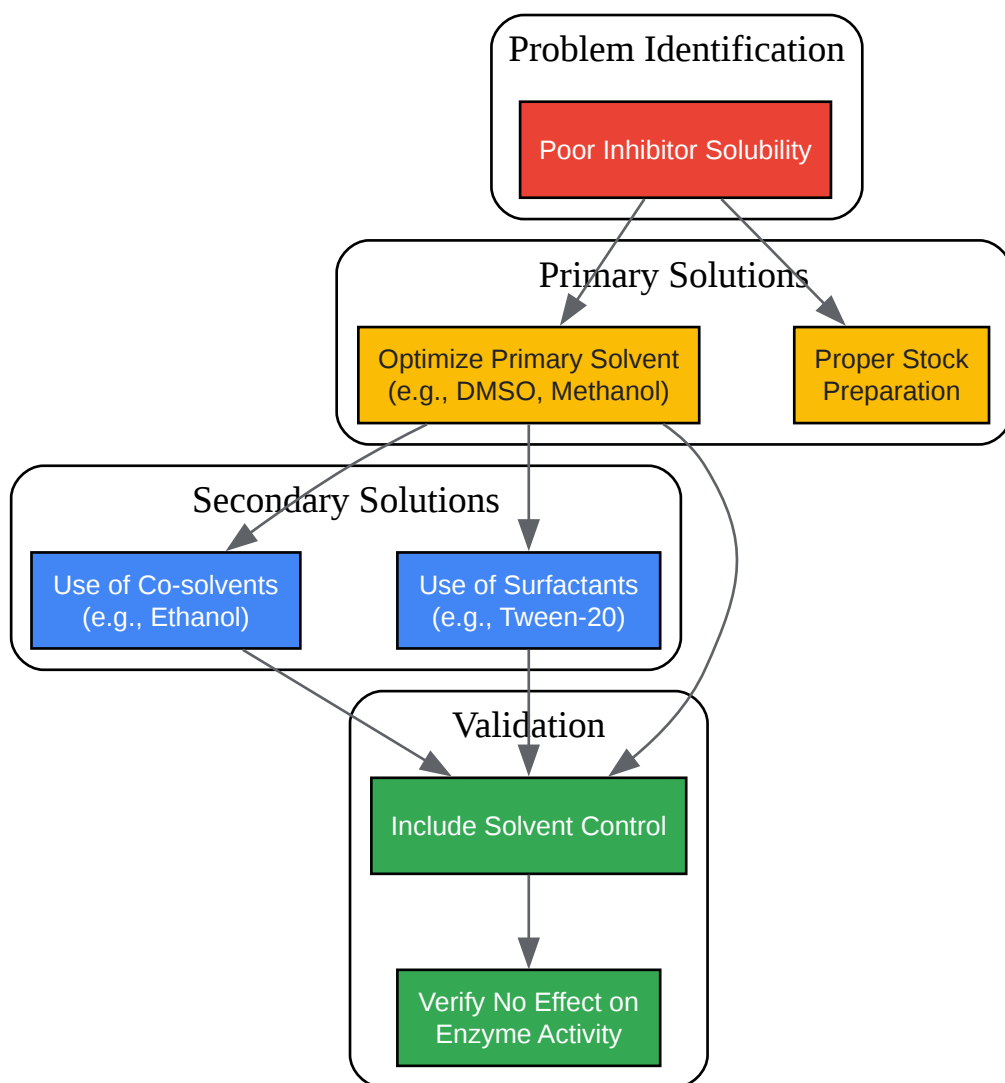 Problem Identification
Poor Inhibitor Solubility
Primary Solutions
Optimize Primary Solvent
(e.g., DMSO, Methanol)
Proper Stock
Preparation
Secondary Solutions
Use of Co-solvents
(e.g., Ethanol)
Use of Surfactants
(e.g., Tween-20)
Validation
Include Solvent Control
Verify No Effect on
Enzyme Activity